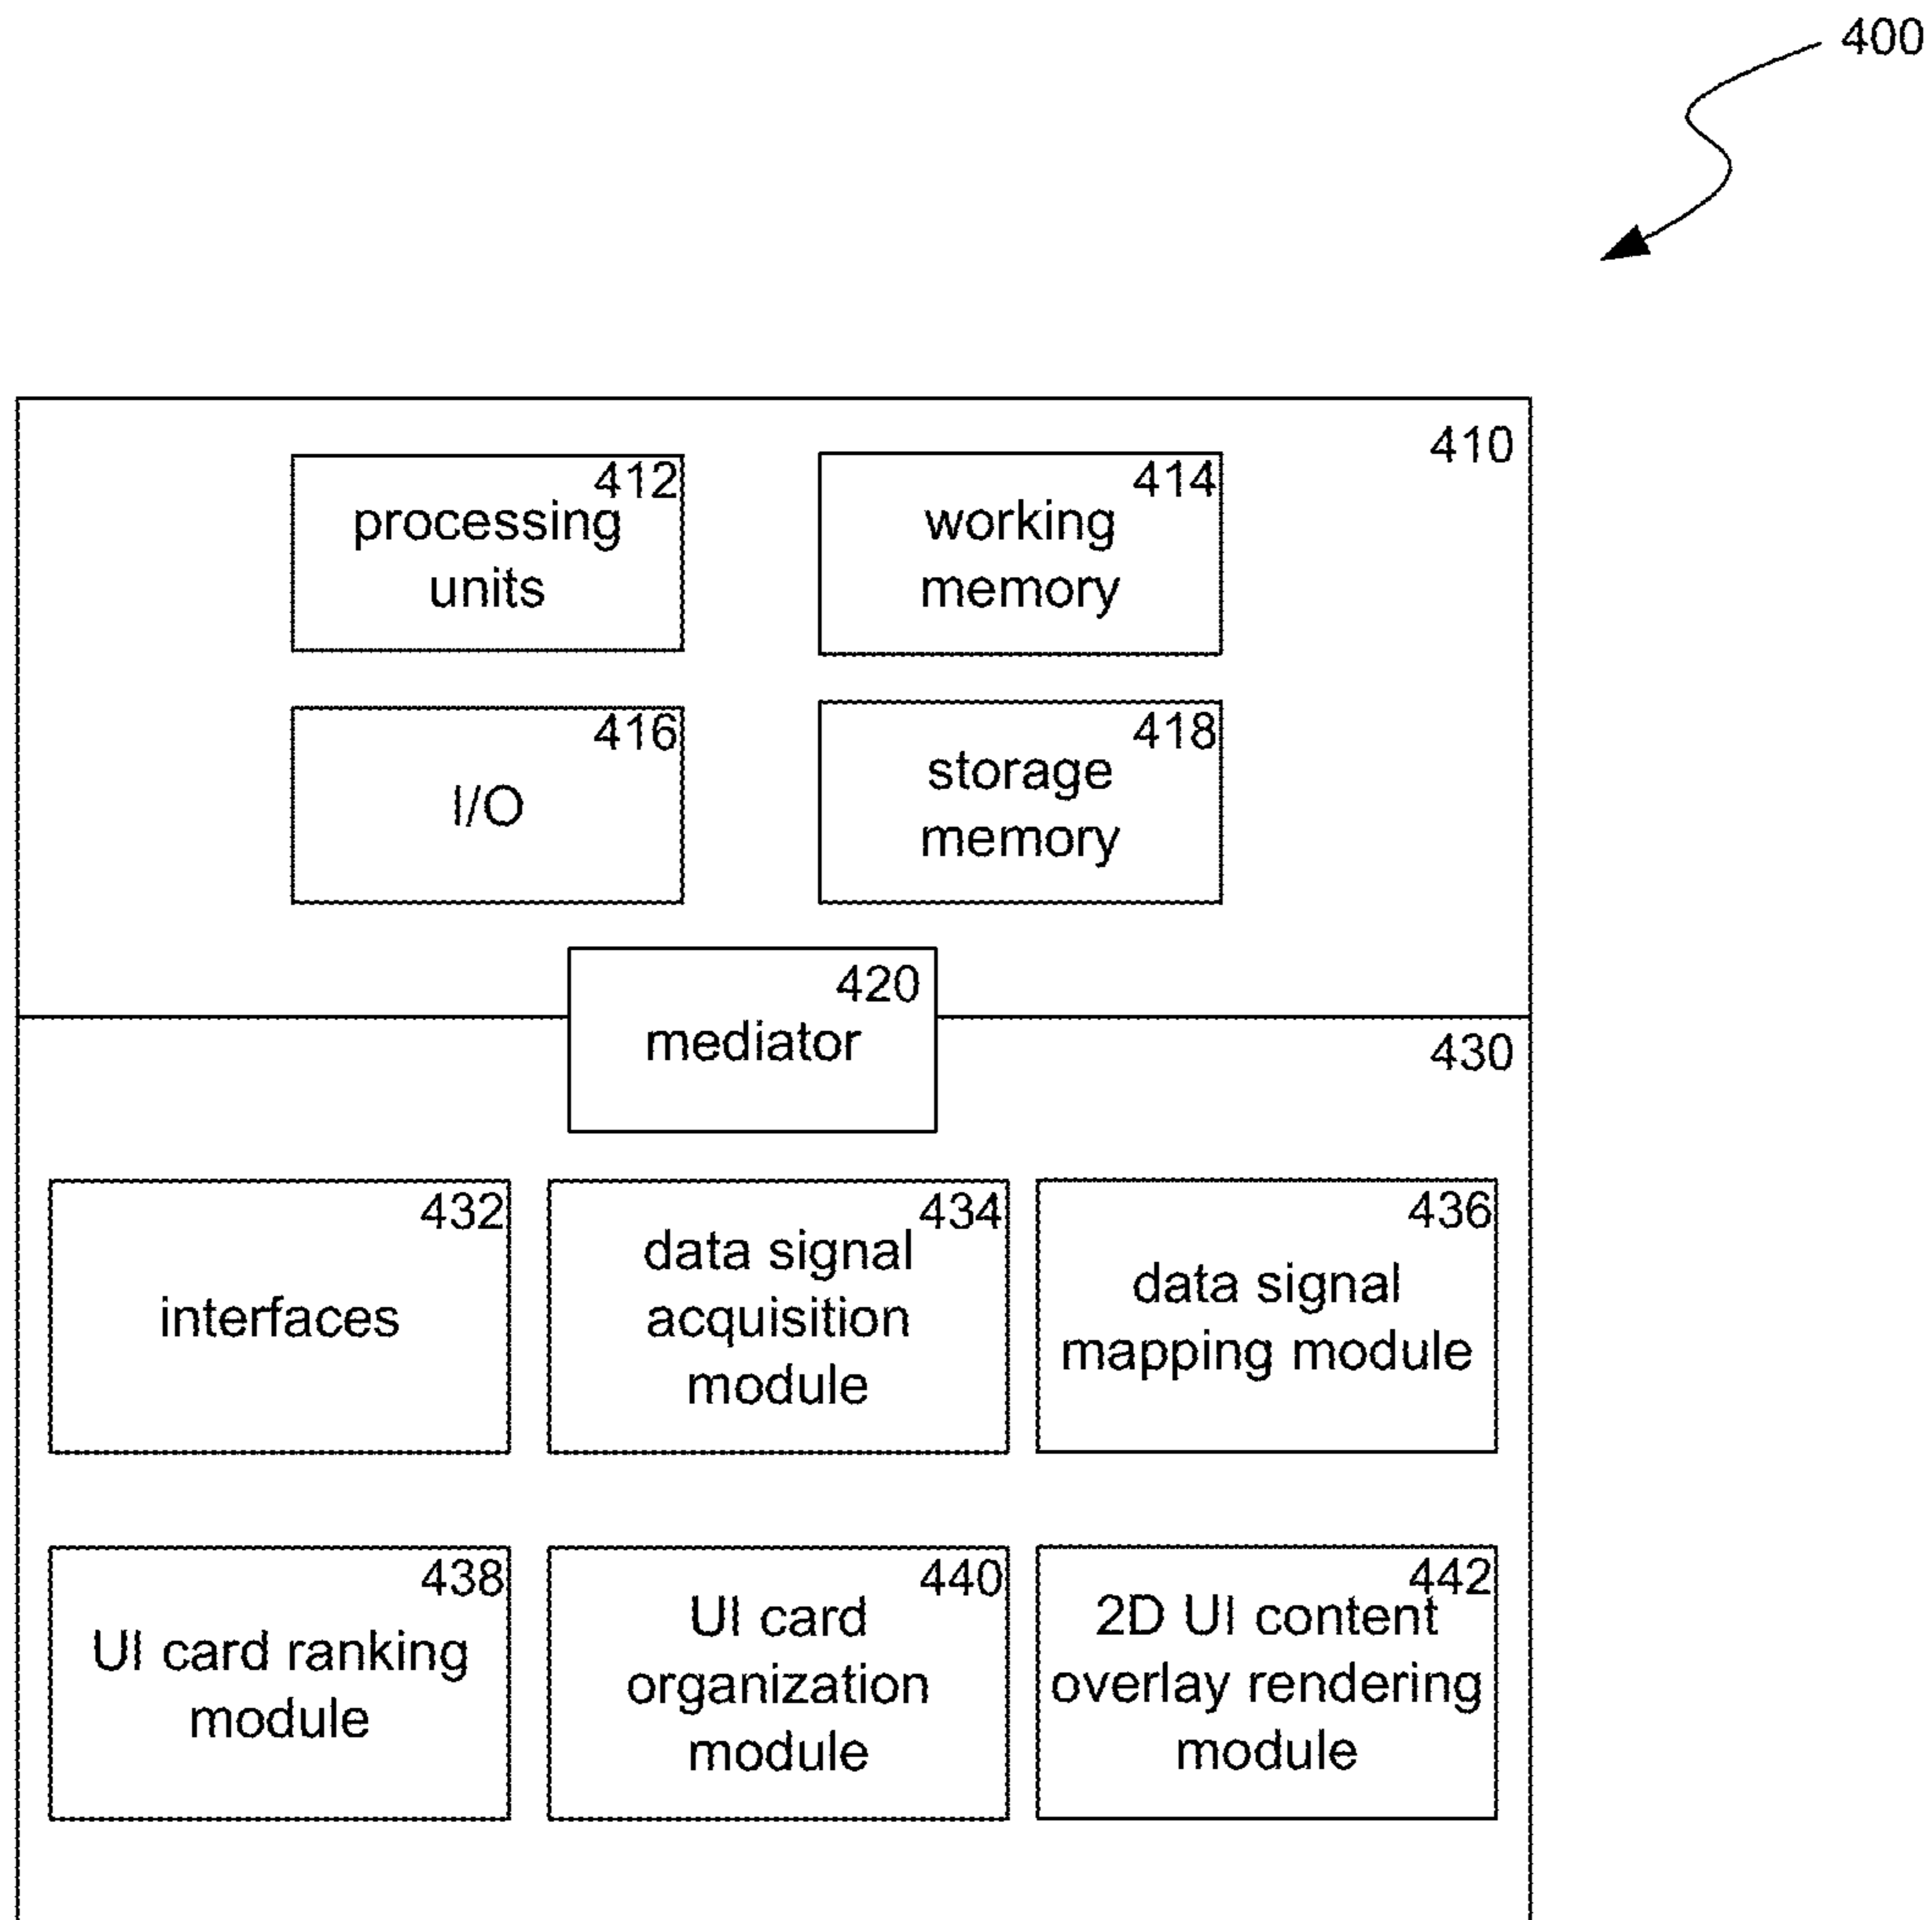 400
410
412
processing
units
414
working
memory
416
I/O
418
storage
memory
420
mediator
430
432
interfaces
434
data signal
acquisition
module
436
data signal
mapping module
438
UI card ranking
module
440
UI card
organization
module
442
2D UI content
overlay rendering
module